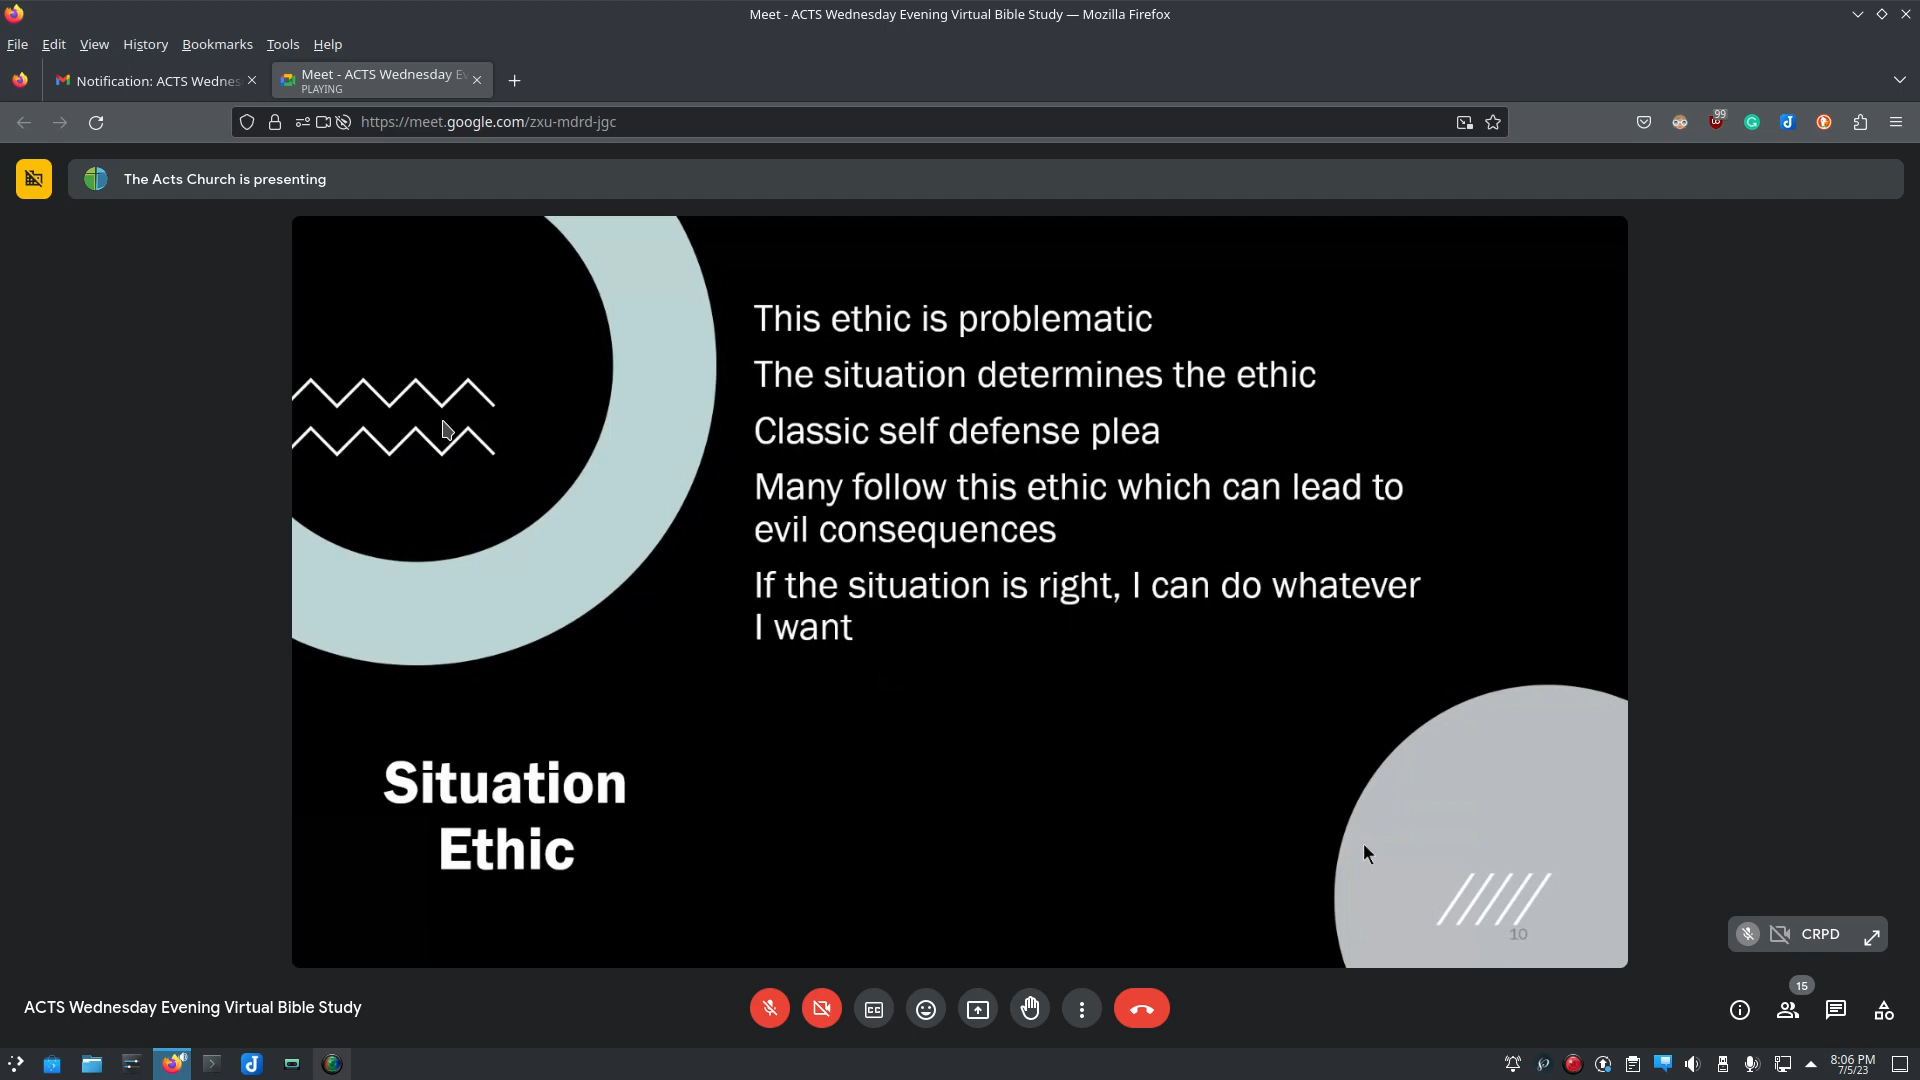 Meet - ACTS Wednesday Evening Virtual Bible Study — Mozilla Firefox
File Edit View History Bookmarks Tools Help
Notification: ACTS Wednes
Meet - ACTS Wednesday Ev
PLAYING
https://meet.google.com/zxu-mdrd-jgc
99
The Acts Church is presenting
This ethic is problematic
The situation determines the ethic
Classic self defense plea
Many follow this ethic which can lead to
evil consequences
If the situation is right, I can do whatever
I want
Situation
Ethic
10
CRPD
ACTS Wednesday Evening Virtual Bible Study
15
8:06 PM
7/5/23